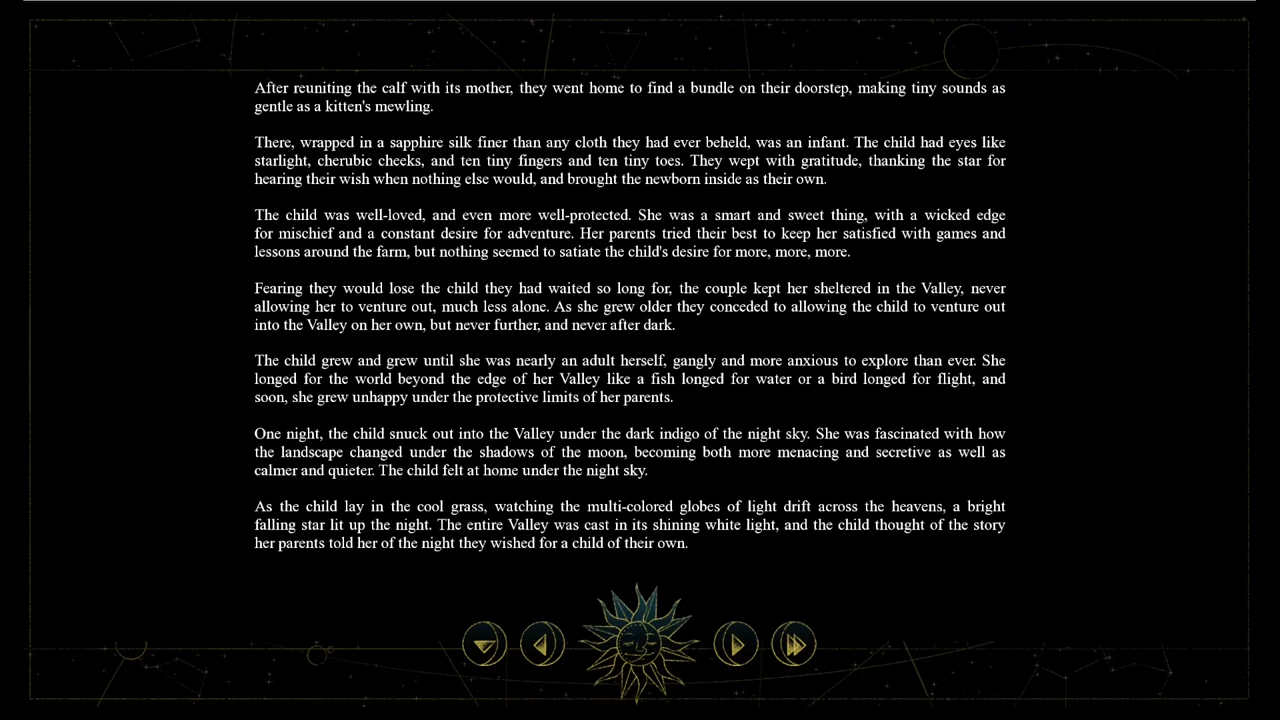 After reuniting the calf with its mother, they went home to find a bundle on their doorstep, making tiny sounds as
gentle as a kitten's mewling.
There, wrapped in a sapphire silk finer than any cloth they had ever beheld, was an infant. The child had eyes like
starlight, cherubic cheeks, and ten tiny fingers and ten tiny toes. They wept with gratitude, thanking the star for
hearing their wish when nothing else would, and brought the newborn inside as their own.
The child was well-loved, and even more well-protected. She was a smart and sweet thing, with a wicked edge
for mischief and a constant desire for adventure. Her parents tried their best to keep her satisfied with games and
lessons around the farm, but nothing seemed to satiate the child's desire for more, more, more.
Fearing they would lose the child they had waited so long for, the couple kept her sheltered in the Valley, never
allowing her to venture out, much less alone. As she grew older they conceded to allowing the child to venture out
into the Valley on her own, but never further, and never after dark.
The child grew and grew until she was nearly an adult herself, gangly and more anxious to explore than ever. She
longed for the world beyond the edge of her Valley like a fish longed for water or a bird longed for flight, and
soon, she grew unhappy under the protective limits of her parents.
One night, the child snuck out into the Valley under the dark indigo of the night sky. She was fascinated with how
the landscape changed under the shadows of the moon, becoming both more menacing and secretive as well as
calmer and quieter. The child felt at home under the night sky.
As the child lay in the cool grass, watching the multi-colored globes of light drift across the heavens, a bright
falling star lit up the night. The entire Valley was cast in its shining white light, and the child thought of the story
her parents told her of the night they wished for a child of their own.